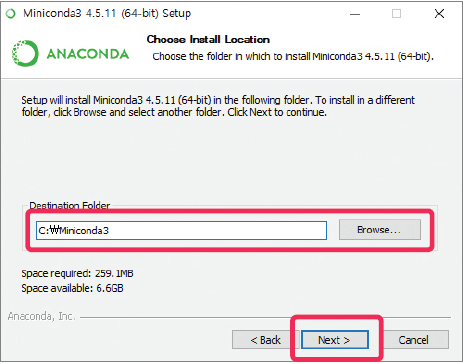 Miniconda3 4.5.11 (64-bit) Setup
ANACONDA
Choose Install Location
Choose the folder in which to install Miniconda3 4.5.11 (64-bit).
Setup will install Miniconda3 4.5.11 (64-bit) in the following folder. To install in a different
folder, click Browse and select another folder. Click Next to continue.
Destination Folder
C:₩Miniconda3
Browse...
Space required: 259.1MB
Space available: 6.6GB
Anaconda, Inc.
< Back
Next >
Cancel